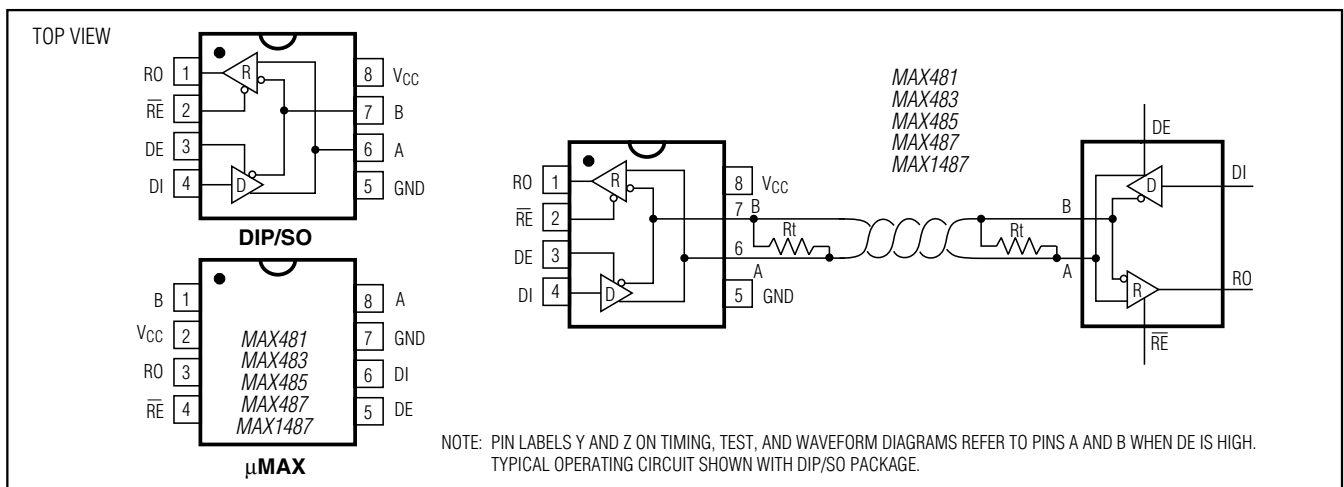 TOP VIEW
RO 1
R̅E̅ 2
DE 3
DI 4
R
D
8 VCC
7 B
6 A
5 GND
DIP/SO
B 1
VCC 2
RO 3
R̅E̅ 4
MAX481
MAX483
MAX485
MAX487
MAX1487
8 A
7 GND
6 DI
5 DE
µMAX
RO 1
R̅E̅ 2
DE 3
DI 4
R
D
8 VCC
7 B
6
A
5 GND
Rt
MAX481
MAX483
MAX485
MAX487
MAX1487
Rt
B
A
DE
D
DI
R
RO
R̅E̅
NOTE: PIN LABELS Y AND Z ON TIMING, TEST, AND WAVEFORM DIAGRAMS REFER TO PINS A AND B WHEN DE IS HIGH.
TYPICAL OPERATING CIRCUIT SHOWN WITH DIP/SO PACKAGE.